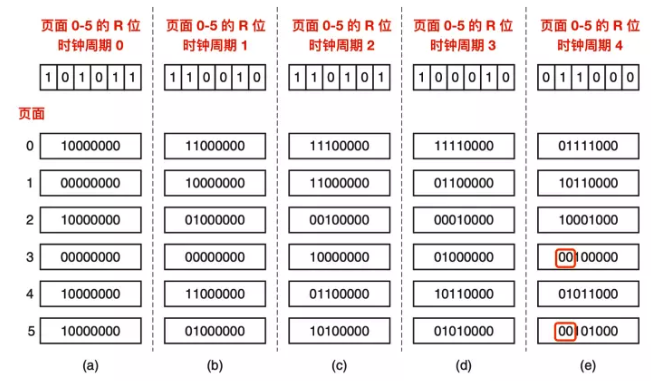 页面 0-5 的 R 位 页面 0-5 的 R 位 页面 0-5 的 R 位 页面 0-5 的 R 位 页面 0-5 的 R 位
时钟周期 0 时钟周期 1 时钟周期 2 时钟周期 3 时钟周期 4
1 0 1 0 1 1 1 1 0 0 1 0 1 1 0 1 0 1 1 0 0 0 1 0 0 1 1 0 0 0
页面
0 10000000 11000000 11100000 11110000 01111000
1 00000000 10000000 11000000 01100000 10110000
2 10000000 01000000 00100000 00010000 10001000
3 00000000 00000000 10000000 01000000 00100000
4 10000000 11000000 01100000 10110000 01011000
5 10000000 01000000 10100000 01010000 00101000
(a) (b) (c) (d) (e)